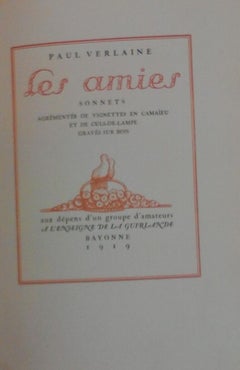 PAUL VERLAINE
Les amies
SONNETS
AGRÉMENTÉS DE VIGNETTES EN CAMAÏEU
ET DE CULS-DE-LAMPE
GRAVÉS SUR BOIS
aux dépens d'un groupe d'amateurs
A L'ENSEIGNE DE LA GUIRLANDE
BAYONNE
1919